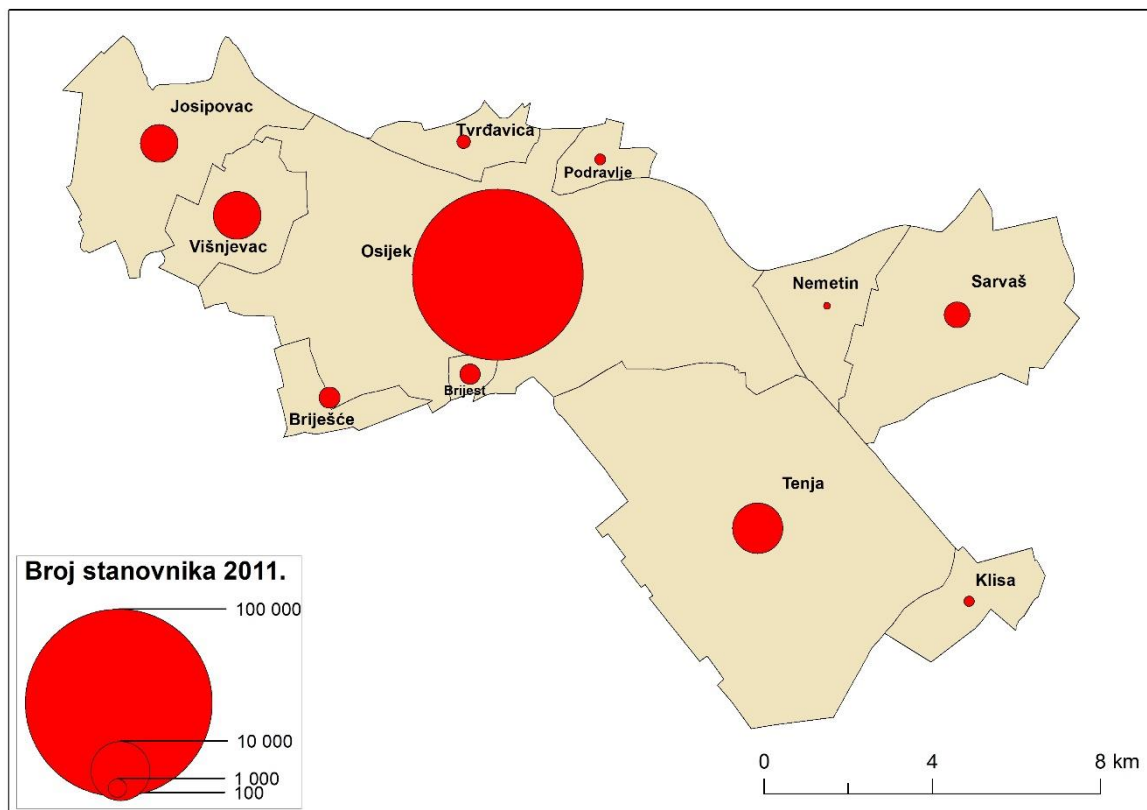 Josipovac
Tvrđavica
Podravlje
Višnjevac
Osijek
Nemetin
Sarvaš
Brijest
Briješće
Tenja
Klisa
Broj stanovnika 2011.
100 000
10 000
1 000
100
0 4 8 km